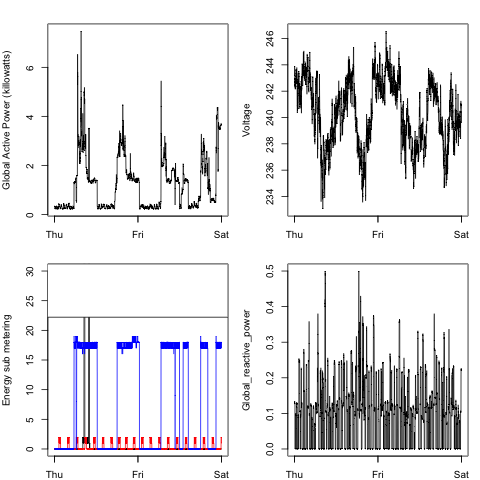 Global Active Power (killowatts)
0
2
4
6
Thu
Fri
Sat
Voltage
234
236
238
240
242
244
246
Thu
Fri
Sat
Energy sub metering
0
5
10
15
20
25
30
Thu
Fri
Sat
Global_reactive_power
0.0
0.1
0.2
0.3
0.4
0.5
Thu
Fri
Sat